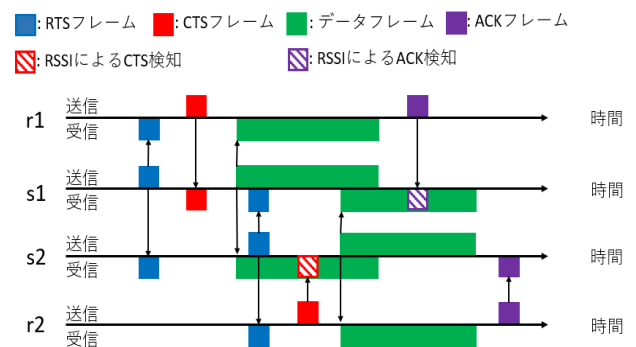 : RTSフレーム : CTSフレーム : データフレーム : ACKフレーム
: RSSIによるCTS検知 : RSSIによるACK検知
r1 送信 受信 時間
s1 送信 受信 時間
s2 送信 受信 時間
r2 送信 受信 時間